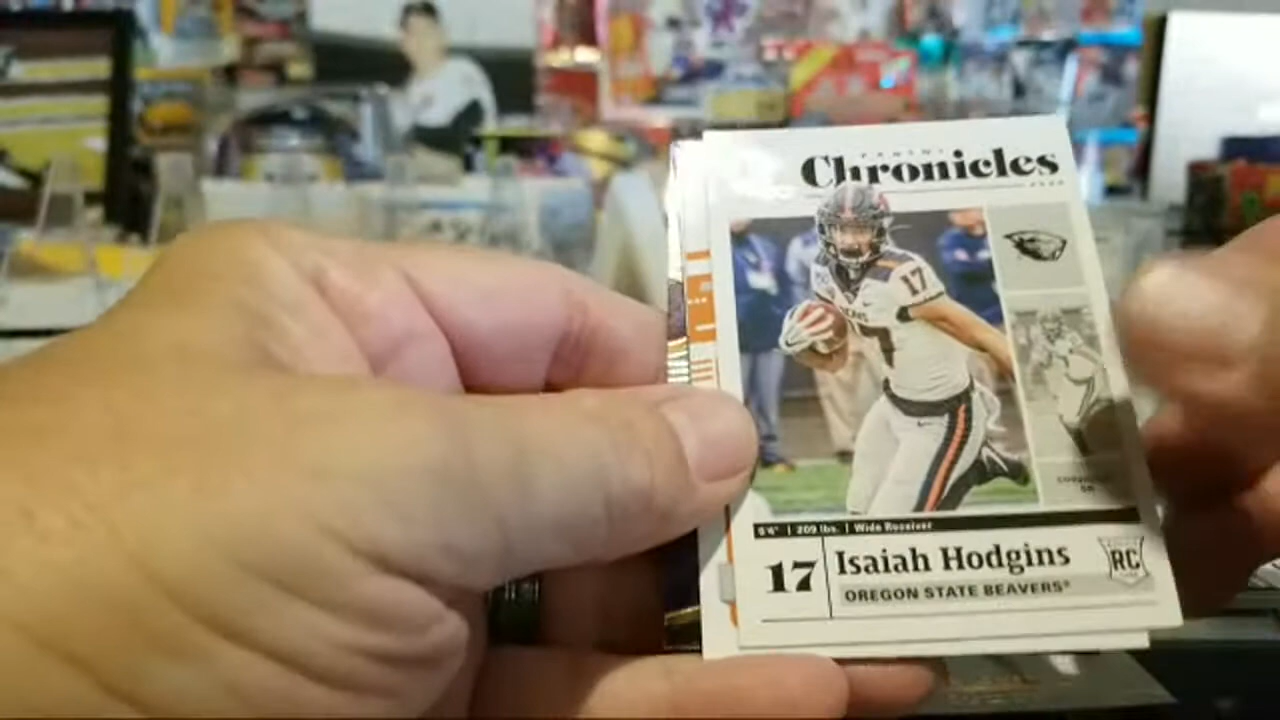 PANINI
Chronicles
17
6'4" | 209 lbs. | Wide Receiver
17
Isaiah Hodgins
RC
OREGON STATE BEAVERS®